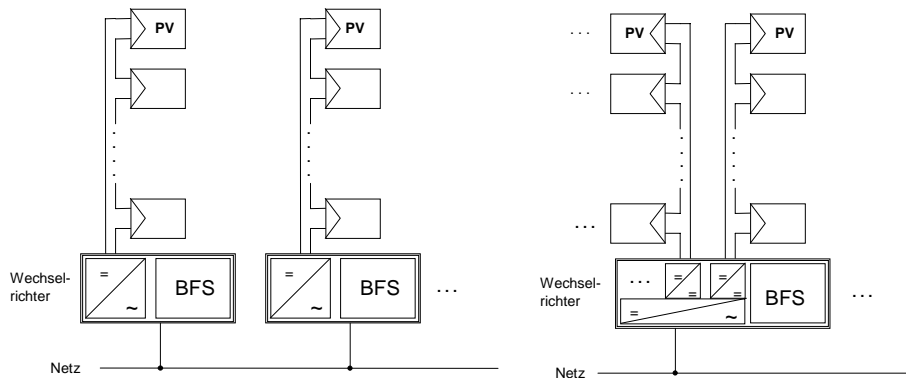 PV
PV
Wechsel-
richter
=
~
BFS
=
~
BFS
...
Netz
... PV
PV
...
...
Wechsel-
richter
...
=
=
=
=
=
~
BFS
...
Netz